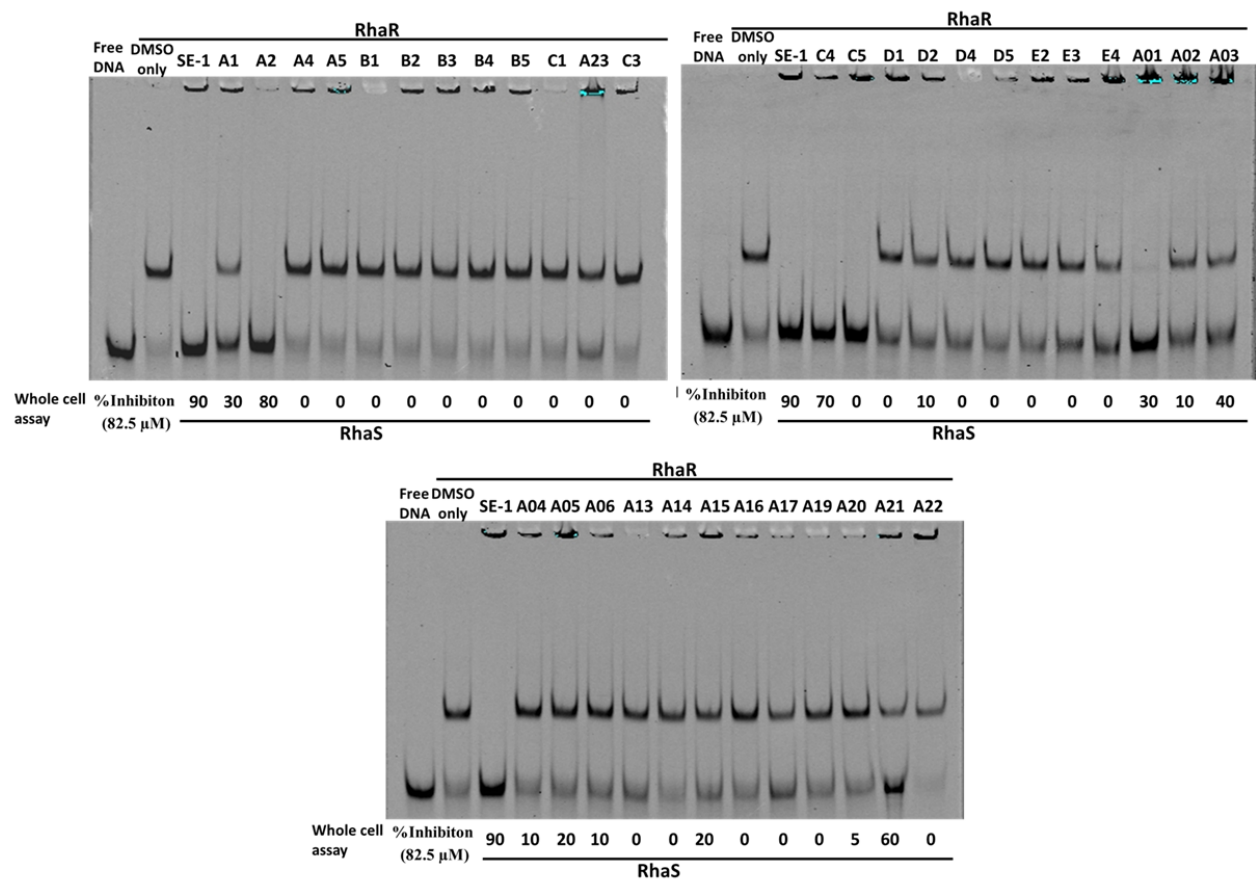 RhaR
Free DMSO
DNA only SE-1 A1 A2 A4 A5 B1 B2 B3 B4 B5 C1 A23 C3
Whole cell %Inhibiton 90 30 80 0 0 0 0 0 0 0 0 0 0
assay (82.5 µM)
RhaS
RhaR
Free DMSO
DNA only SE-1 C4 C5 D1 D2 D4 D5 E2 E3 E4 A01 A02 A03
%Inhibiton 90 70 0 0 10 0 0 0 0 0 30 10 40
(82.5 µM)
RhaS
RhaR
Free DMSO
DNA only SE-1 A04 A05 A06 A13 A14 A15 A16 A17 A19 A20 A21 A22
Whole cell %Inhibiton 90 10 20 10 0 0 20 0 0 0 5 60 0
assay (82.5 µM)
RhaS